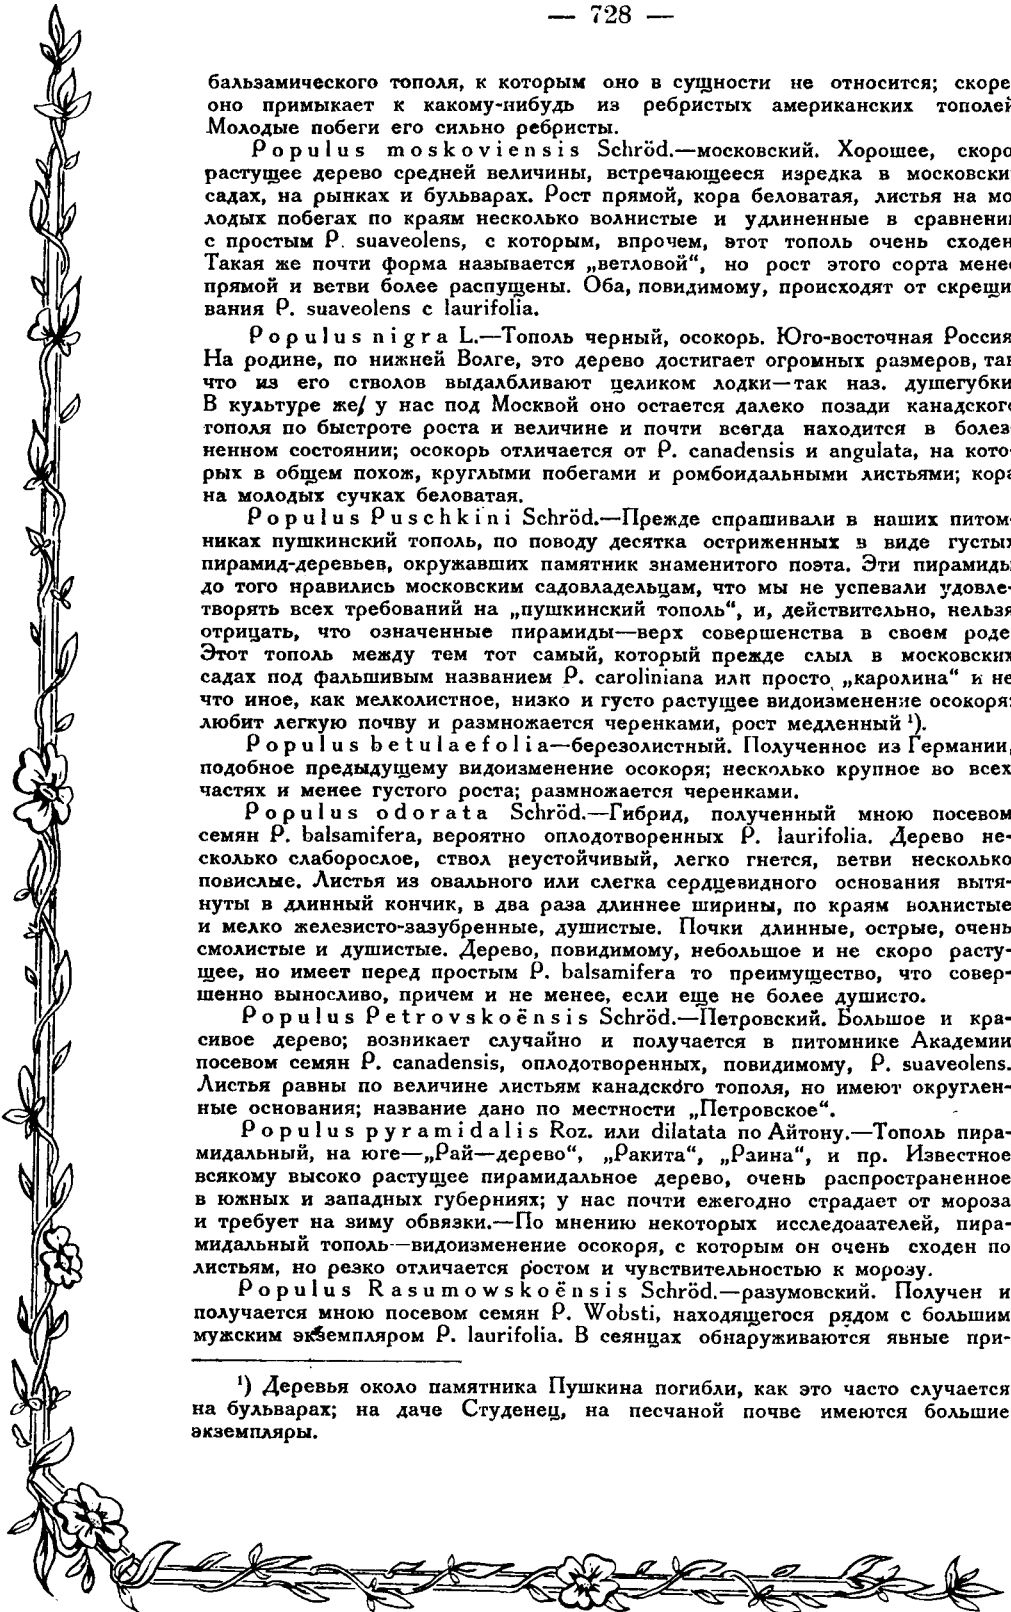 — 728 —
бальзамического тополя, к которым оно в сущности не относится; скоре
оно примыкает к какому-нибудь из ребристых американских тополей
Молодые побеги его сильно ребристы.
Populus moskoviensis Schröd.—московский. Хорошее, скоро
растущее дерево средней величины, встречающееся изредка в московски
садах, на рынках и бульварах. Рост прямой, кора беловатая, листья на мо
лодых побегах по краям несколько волнистые и удлиненные в сравнении
с простым P. suaveolens, с которым, впрочем, этот тополь очень сходен
Такая же почти форма называется „ветловой“, но рост этого сорта мене
прямой и ветви более распущены. Оба, повидимому, происходят от скрещи
вания P. suaveolens с laurifolia.
Populus nigra L.—Тополь черный, осокорь. Юго-восточная Россия
На родине, по нижней Волге, это дерево достигает огромных размеров, так
что из его стволов выдалбливают целиком лодки—так наз. душегубки
В культуре же/ у нас под Москвой оно остается далеко позади канадског
тополя по быстроте роста и величине и почти всегда находится в болез
ненном состоянии; осокорь отличается от P. canadensis и angulata, на кото-
рых в общем похож, круглыми побегами и ромбоидальными листьями; кора
на молодых сучках беловатая.
Populus Puschkini Schröd.—Прежде спрашивали в наших питом-
никах пушкинский тополь, по поводу десятка остриженных в виде густых
пирамид-деревьев, окружавших памятник знаменитого поэта. Эти пирамиды
до того нравились московским садовладельцам, что мы не успевали удовле-
творять всех требований на „пушкинский тополь“, и, действительно, нельзя
отрицать, что означенные пирамиды—верх совершенства в своем роде
Этот тополь между тем тот самый, который прежде слыл в московских
садах под фальшивым названием P. caroliniana или просто „каролина“ и не
что иное, как мелколистное, низко и густо растущее видоизменение осокоря:
любит легкую почву и размножается черенками, рост медленный ¹).
Populus betulaefolia—березолистный. Полученное из Германии,
подобное предыдущему видоизменение осокоря; несколько крупное во всех
частях и менее густого роста; размножается черенками.
Populus odorata Schröd.—Гибрид, полученный мною посевом
семян P. balsamifera, вероятно оплодотворенных P. laurifolia. Дерево не-
сколько слаборослое, ствол неустойчивый, легко гнется, ветви несколько
повислые. Листья из овального или слегка сердцевидного основания вытя-
нуты в длинный кончик, в два раза длиннее ширины, по краям волнистые
и мелко железисто-зазубренные, душистые. Почки длинные, острые, очень
смолистые и душистые. Дерево, повидимому, небольшое и не скоро расту-
щее, но имеет перед простым P. balsamifera то преимущество, что совер-
шенно выносливо, причем и не менее, если еще не более душисто.
Populus Petrovskoënsis Schröd.—Петровский. Большое и кра-
сивое дерево; возникает случайно и получается в питомнике Академии
посевом семян P. canadensis, оплодотворенных, повидимому, P. suaveolens.
Листья равны по величине листьям канадского тополя, но имеют округлен-
ные основания; название дано по местности „Петровское“.
Populus pyramidalis Roz. или dilatata по Айтону.—Тополь пира-
мидальный, на юге—„Рай—дерево“, „Ракита“, „Раина“, и пр. Известное
всякому высоко растущее пирамидальное дерево, очень распространенное
в южных и западных губерниях; у нас почти ежегодно страдает от мороза
и требует на зиму обвязки.—По мнению некоторых исследоаателей, пира-
мидальный тополь—видоизменение осокоря, с которым он очень сходен по
листьям, но резко отличается ростом и чувствительностью к морозу.
Populus Rasumowskoënsis Schröd.—разумовский. Получен и
получается мною посевом семян P. Wobsti, находящегося рядом с большим
мужским экземпляром P. laurifolia. В сеянцах обнаруживаются явные при-
¹) Деревья около памятника Пушкина погибли, как это часто случается
на бульварах; на даче Студенец, на песчаной почве имеются большие
экземпляры.